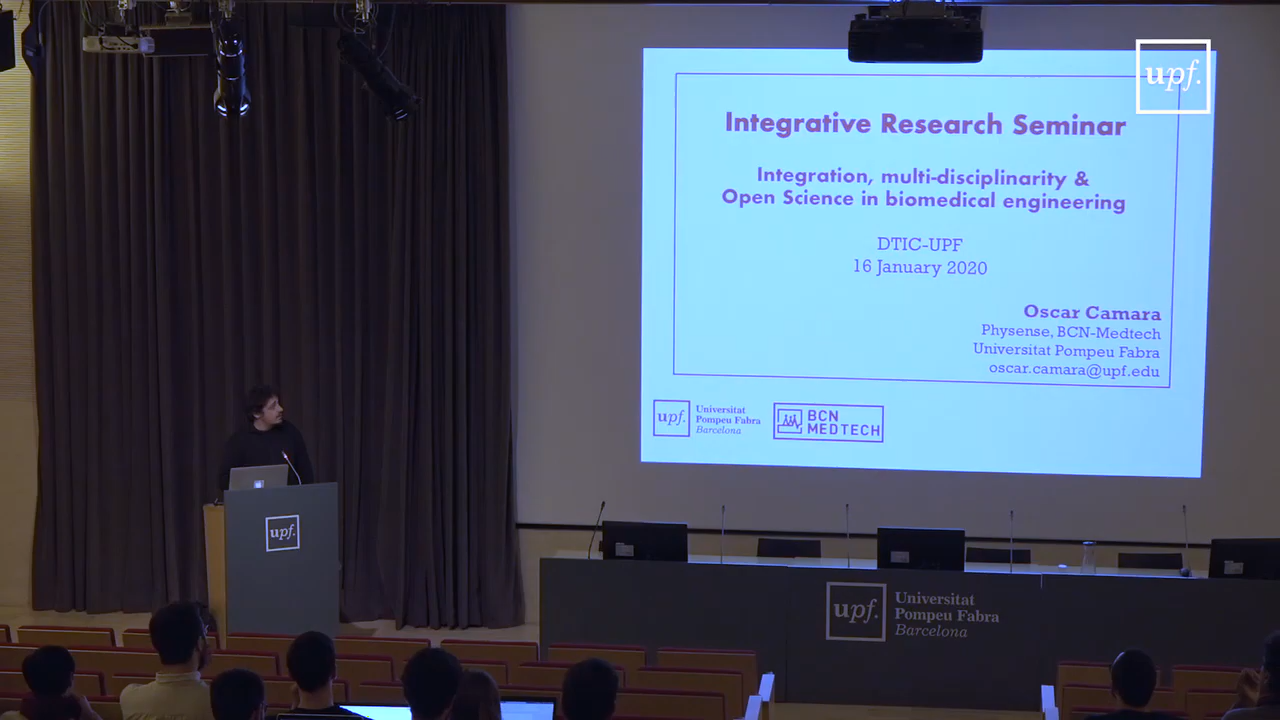 upf.
Integrative Research Seminar
Integration, multi-disciplinarity &
Open Science in biomedical engineering
DTIC-UPF
16 January 2020
Oscar Camara
Physense, BCN-Medtech
Universitat Pompeu Fabra
oscar.camara@upf.edu
upf.
Universitat
Pompeu Fabra
Barcelona
BCN
MEDTECH
upf.
upf.
Universitat
Pompeu Fabra
Barcelona